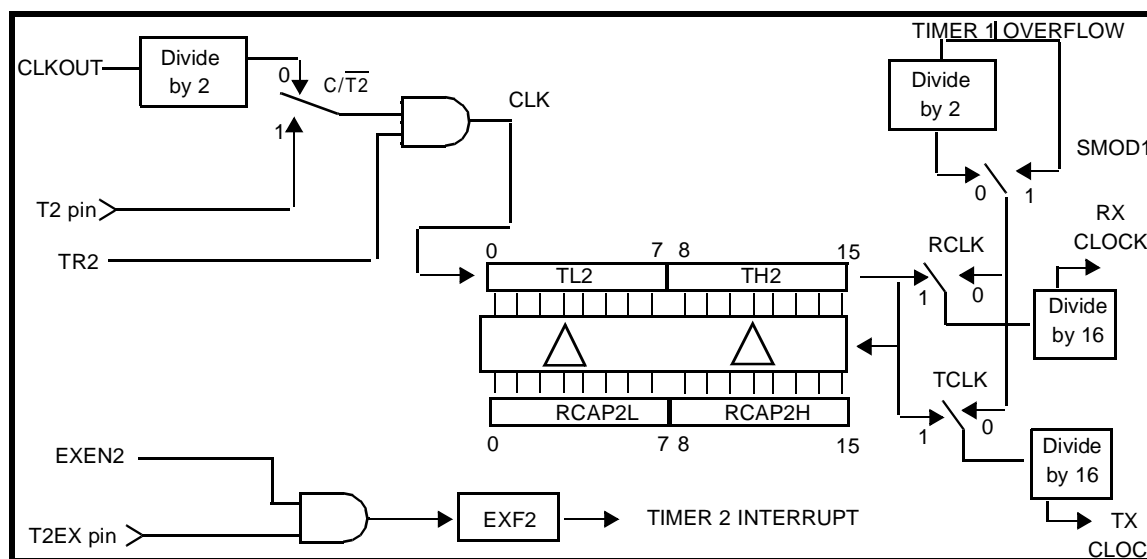 TIMER 1 OVERFLOW
CLKOUT
Divide
by 2
0
C/T2
1
CLK
Divide
by 2
SMOD1
0
1
T2 pin
TR2
RX
CLOCK
0
7
8
15
RCLK
TL2
TH2
1
0
Divide
by 16
TCLK
RCAP2L
RCAP2H
0
7
8
15
1
0
EXEN2
Divide
by 16
EXF2
TIMER 2 INTERRUPT
T2EX pin
TX
CLOC